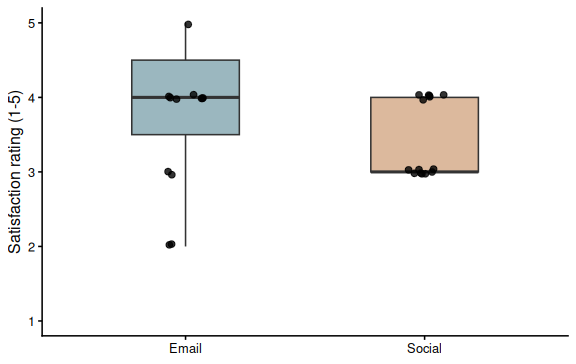 Satisfaction rating (1-5)
5
4
3
2
1
Email Social